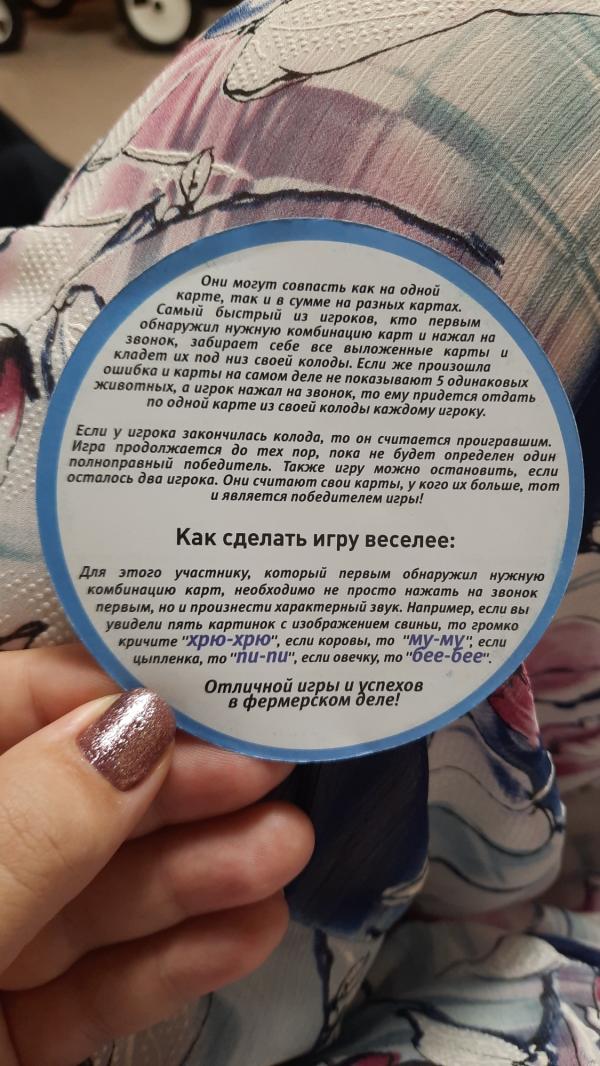 Они могут совпасть как на одной
карте, так и в сумме на разных картах.
Самый быстрый из игроков, кто первым
обнаружил нужную комбинацию карт и нажал на
звонок, забирает себе все выложенные карты и
кладет их под низ своей колоды. Если же произошла
ошибка и карты на самом деле не показывают 5 одинаковых
животных, а игрок нажал на звонок, то ему придется отдать
по одной карте из своей колоды каждому игроку.
Если у игрока закончилась колода, то он считается проигравшим.
Игра продолжается до тех пор, пока не будет определен один
полноправный победитель. Также игру можно остановить, если
осталось два игрока. Они считают свои карты, у кого их больше, тот
и является победителем игры!
Как сделать игру веселее:
Для этого участнику, который первым обнаружил нужную
комбинацию карт, необходимо не просто нажать на звонок
первым, но и произнести характерный звук. Например, если вы
увидели пять картинок с изображением свиньи, то громко
кричите "хрю-хрю", если коровы, то "му-му", если
цыпленка, то "пи-пи", если овечку, то "бее-бее".
Отличной игры и успехов
в фермерском деле!